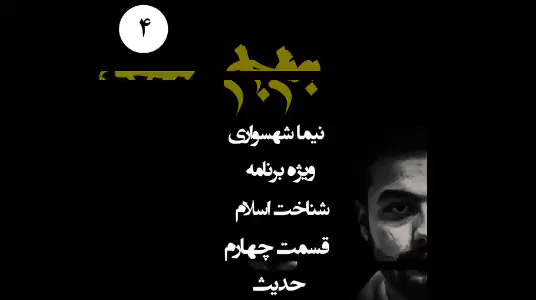 ۴
نیما شهسواری
ویژه برنامه
شناخت اسلام
قسمت چهارم
حدیث